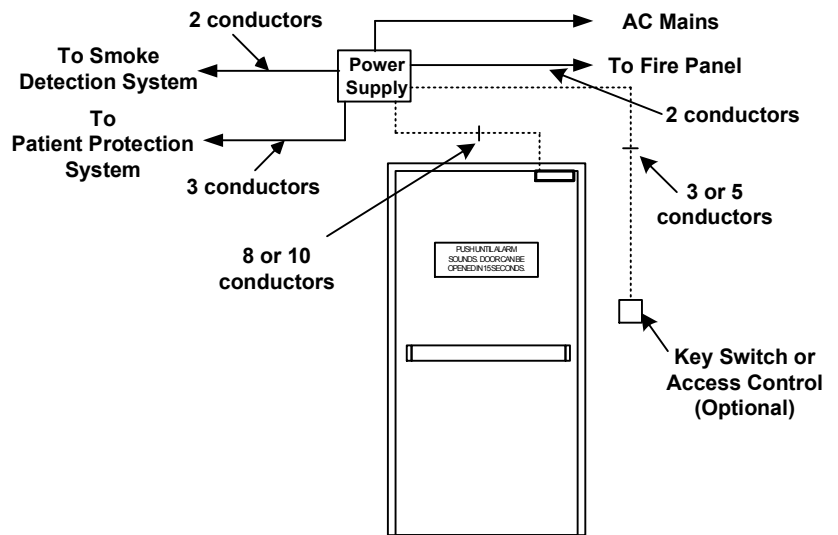 2 conductors
AC Mains
To Smoke
Detection System
Power
Supply
To Fire Panel
2 conductors
To
Patient Protection
System
3 conductors
3 or 5
conductors
8 or 10
conductors
PUSH UNTIL ALARM
SOUNDS. DOOR CAN BE
OPENED IN 15 SECONDS.
Key Switch or
Access Control
(Optional)